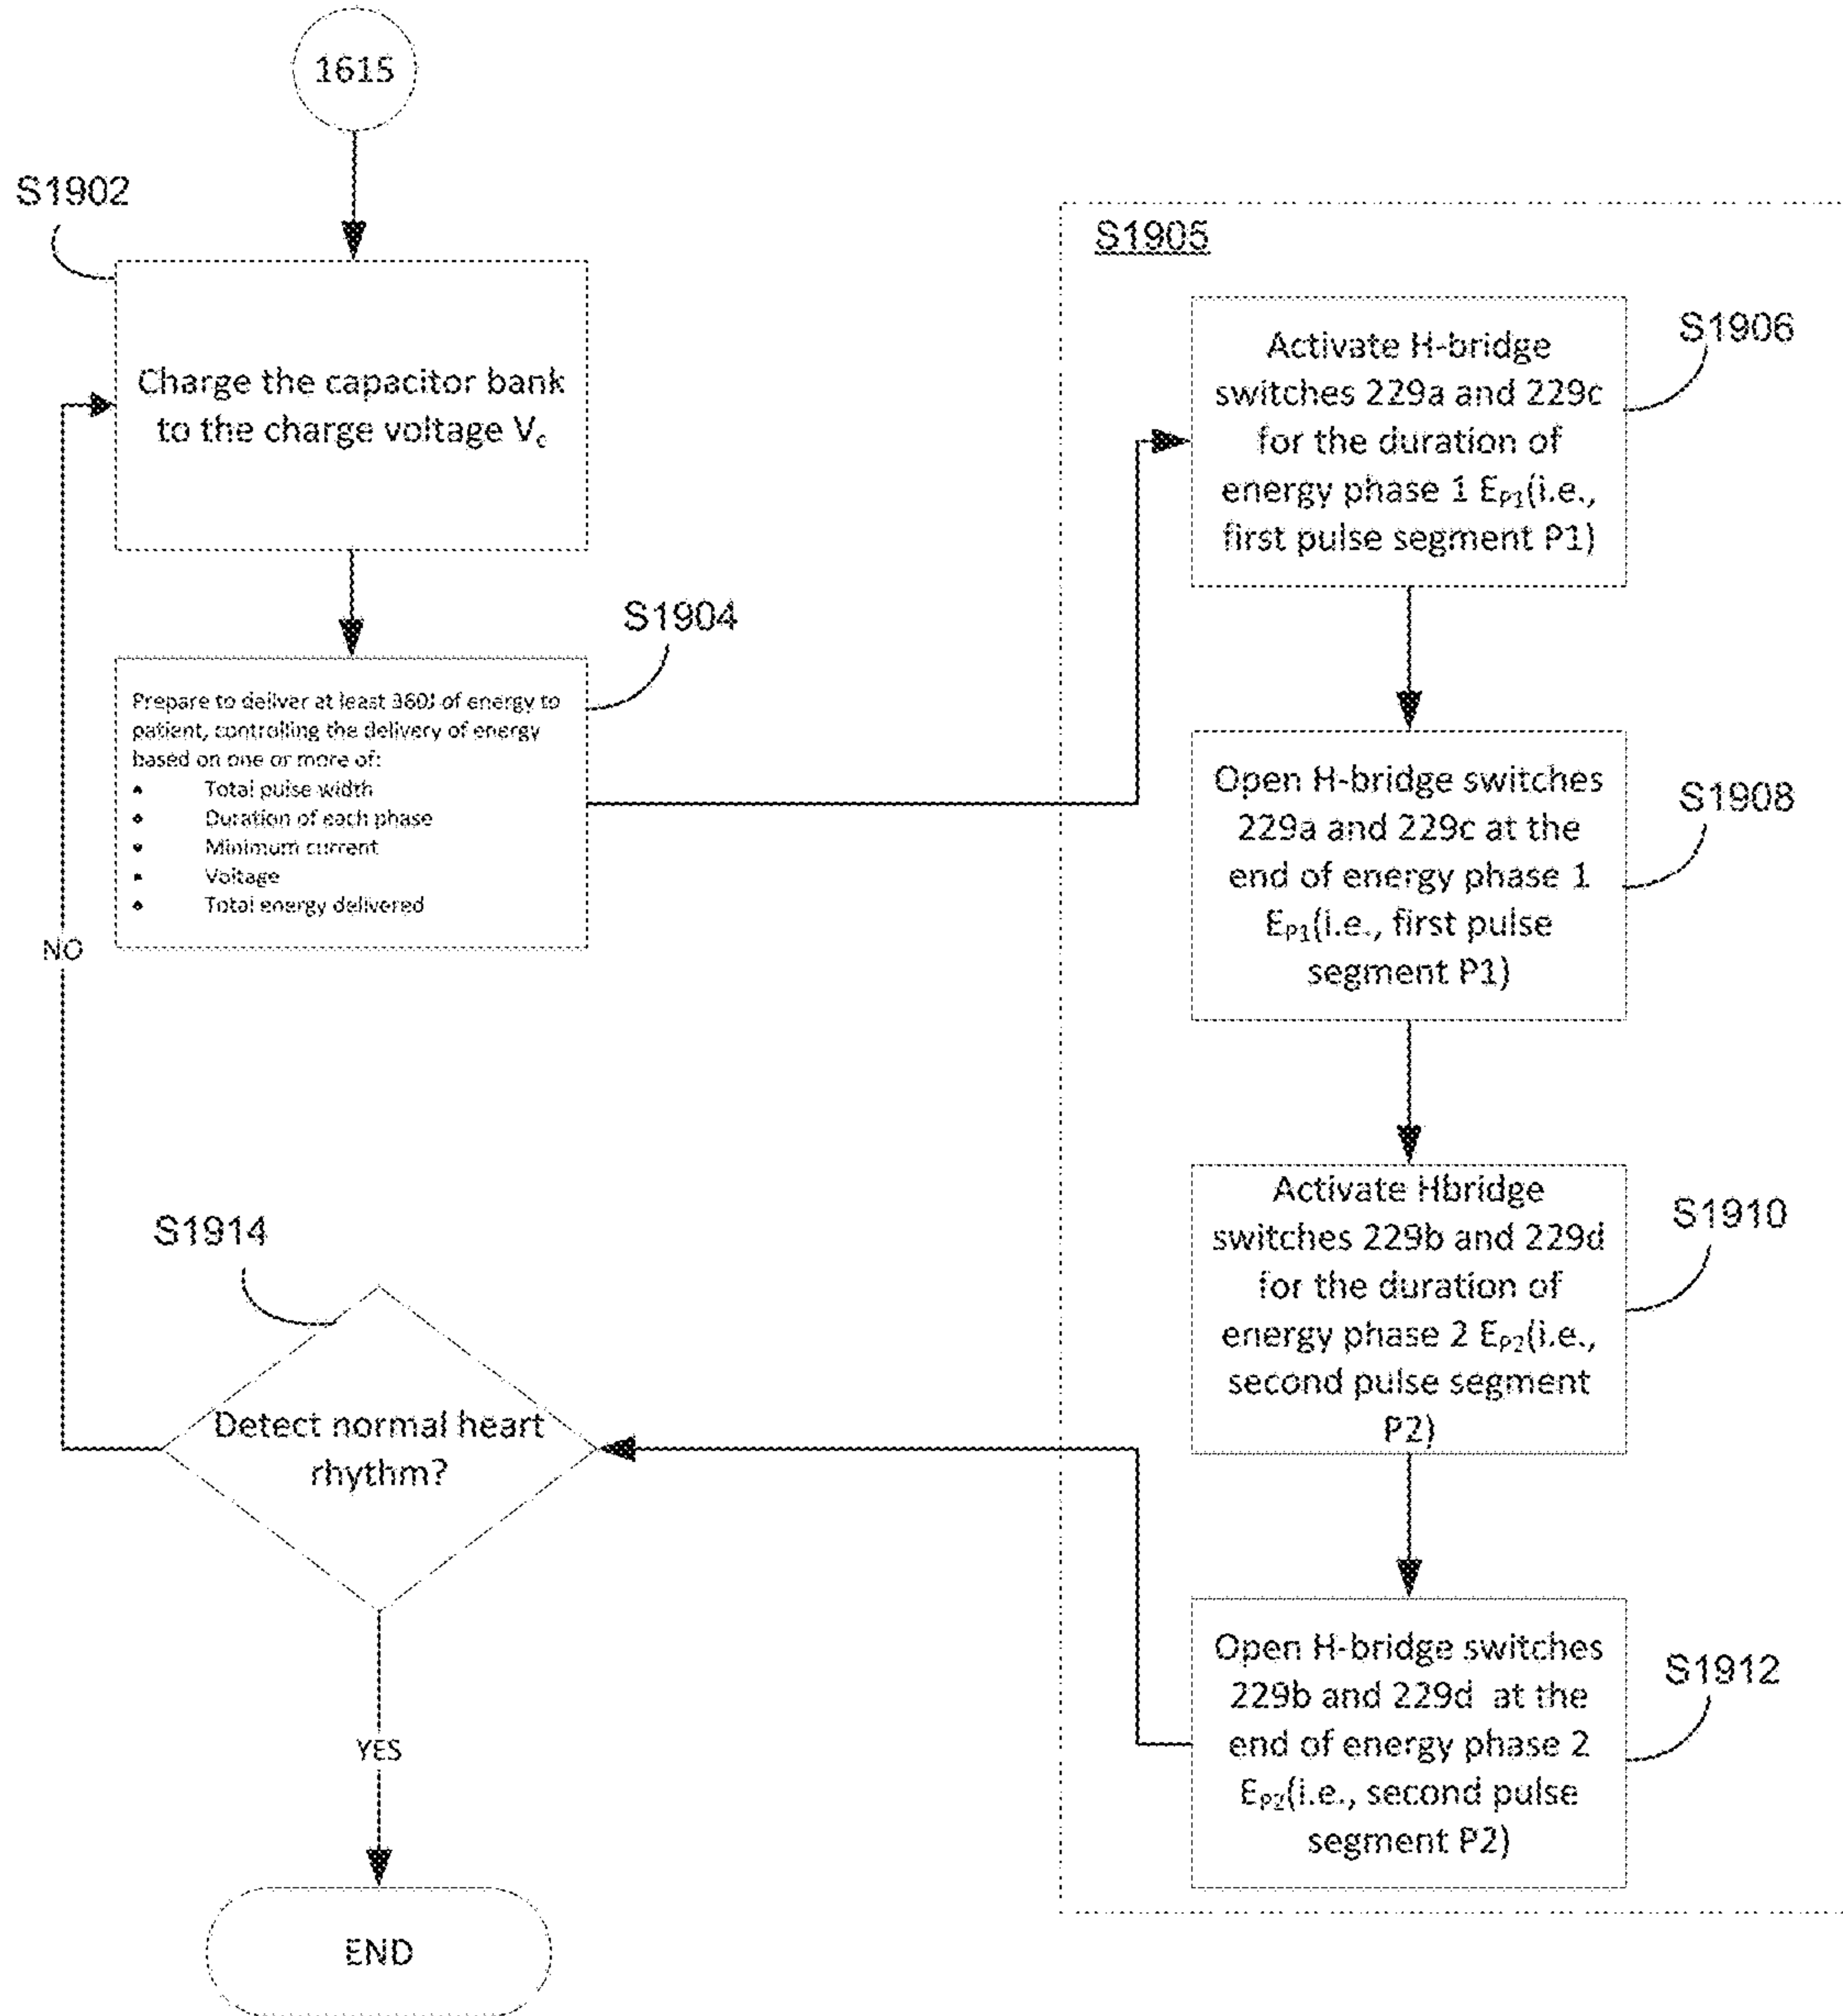 1615
S1902
Charge the capacitor bank
to the charge voltage Vc
S1904
Prepare to deliver at least 360J of energy to
patient, controlling the delivery of energy
based on one or more of:
• Total pulse width
• Duration of each phase
• Minimum current
• Voltage
• Total energy delivered
NO
S1905
Activate H-bridge
switches 229a and 229c
for the duration of
energy phase 1 EP1(i.e.,
first pulse segment P1)
S1906
Open H-bridge switches
229a and 229c at the
end of energy phase 1
EP1(i.e., first pulse
segment P1)
S1908
Activate Hbridge
switches 229b and 229d
for the duration of
energy phase 2 EP2(i.e.,
second pulse segment
P2)
S1910
Open H-bridge switches
229b and 229d at the
end of energy phase 2
EP2(i.e., second pulse
segment P2)
S1912
S1914
Detect normal heart
rhythm?
YES
END